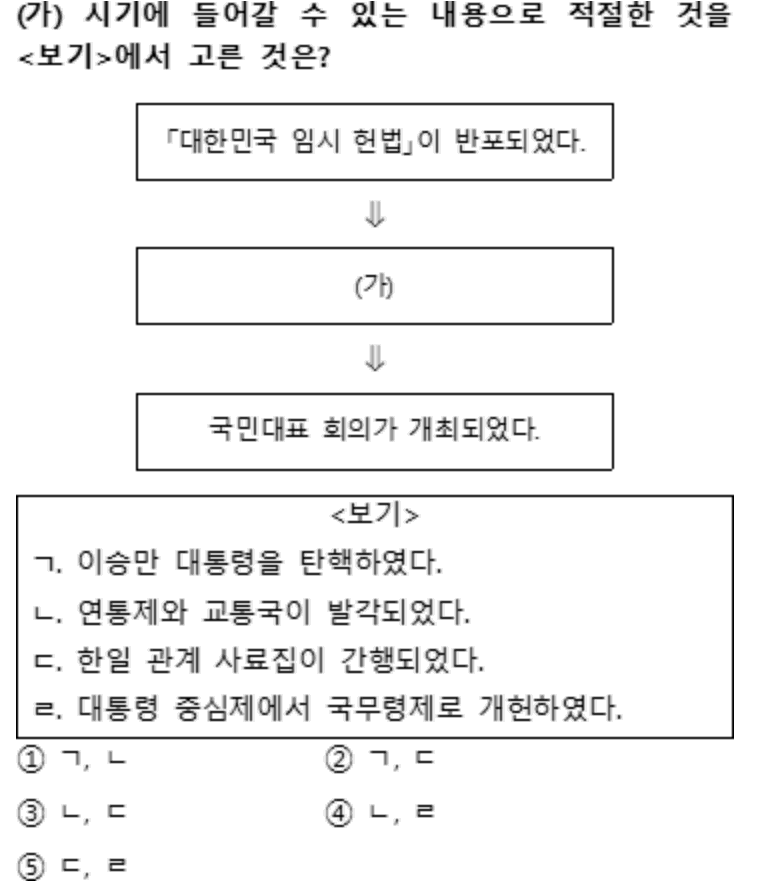 (가) 시기에 들어갈 수 있는 내용으로 적절한 것을
<보기>에서 고른 것은?
「대한민국 임시 헌법」이 반포되었다.
⇓
(가)
⇓
국민대표 회의가 개최되었다.
<보기>
ㄱ. 이승만 대통령을 탄핵하였다.
ㄴ. 연통제와 교통국이 발각되었다.
ㄷ. 한일 관계 사료집이 간행되었다.
ㄹ. 대통령 중심제에서 국무령제로 개헌하였다.
① ㄱ, ㄴ ② ㄱ, ㄷ
③ ㄴ, ㄷ ④ ㄴ, ㄹ
⑤ ㄷ, ㄹ